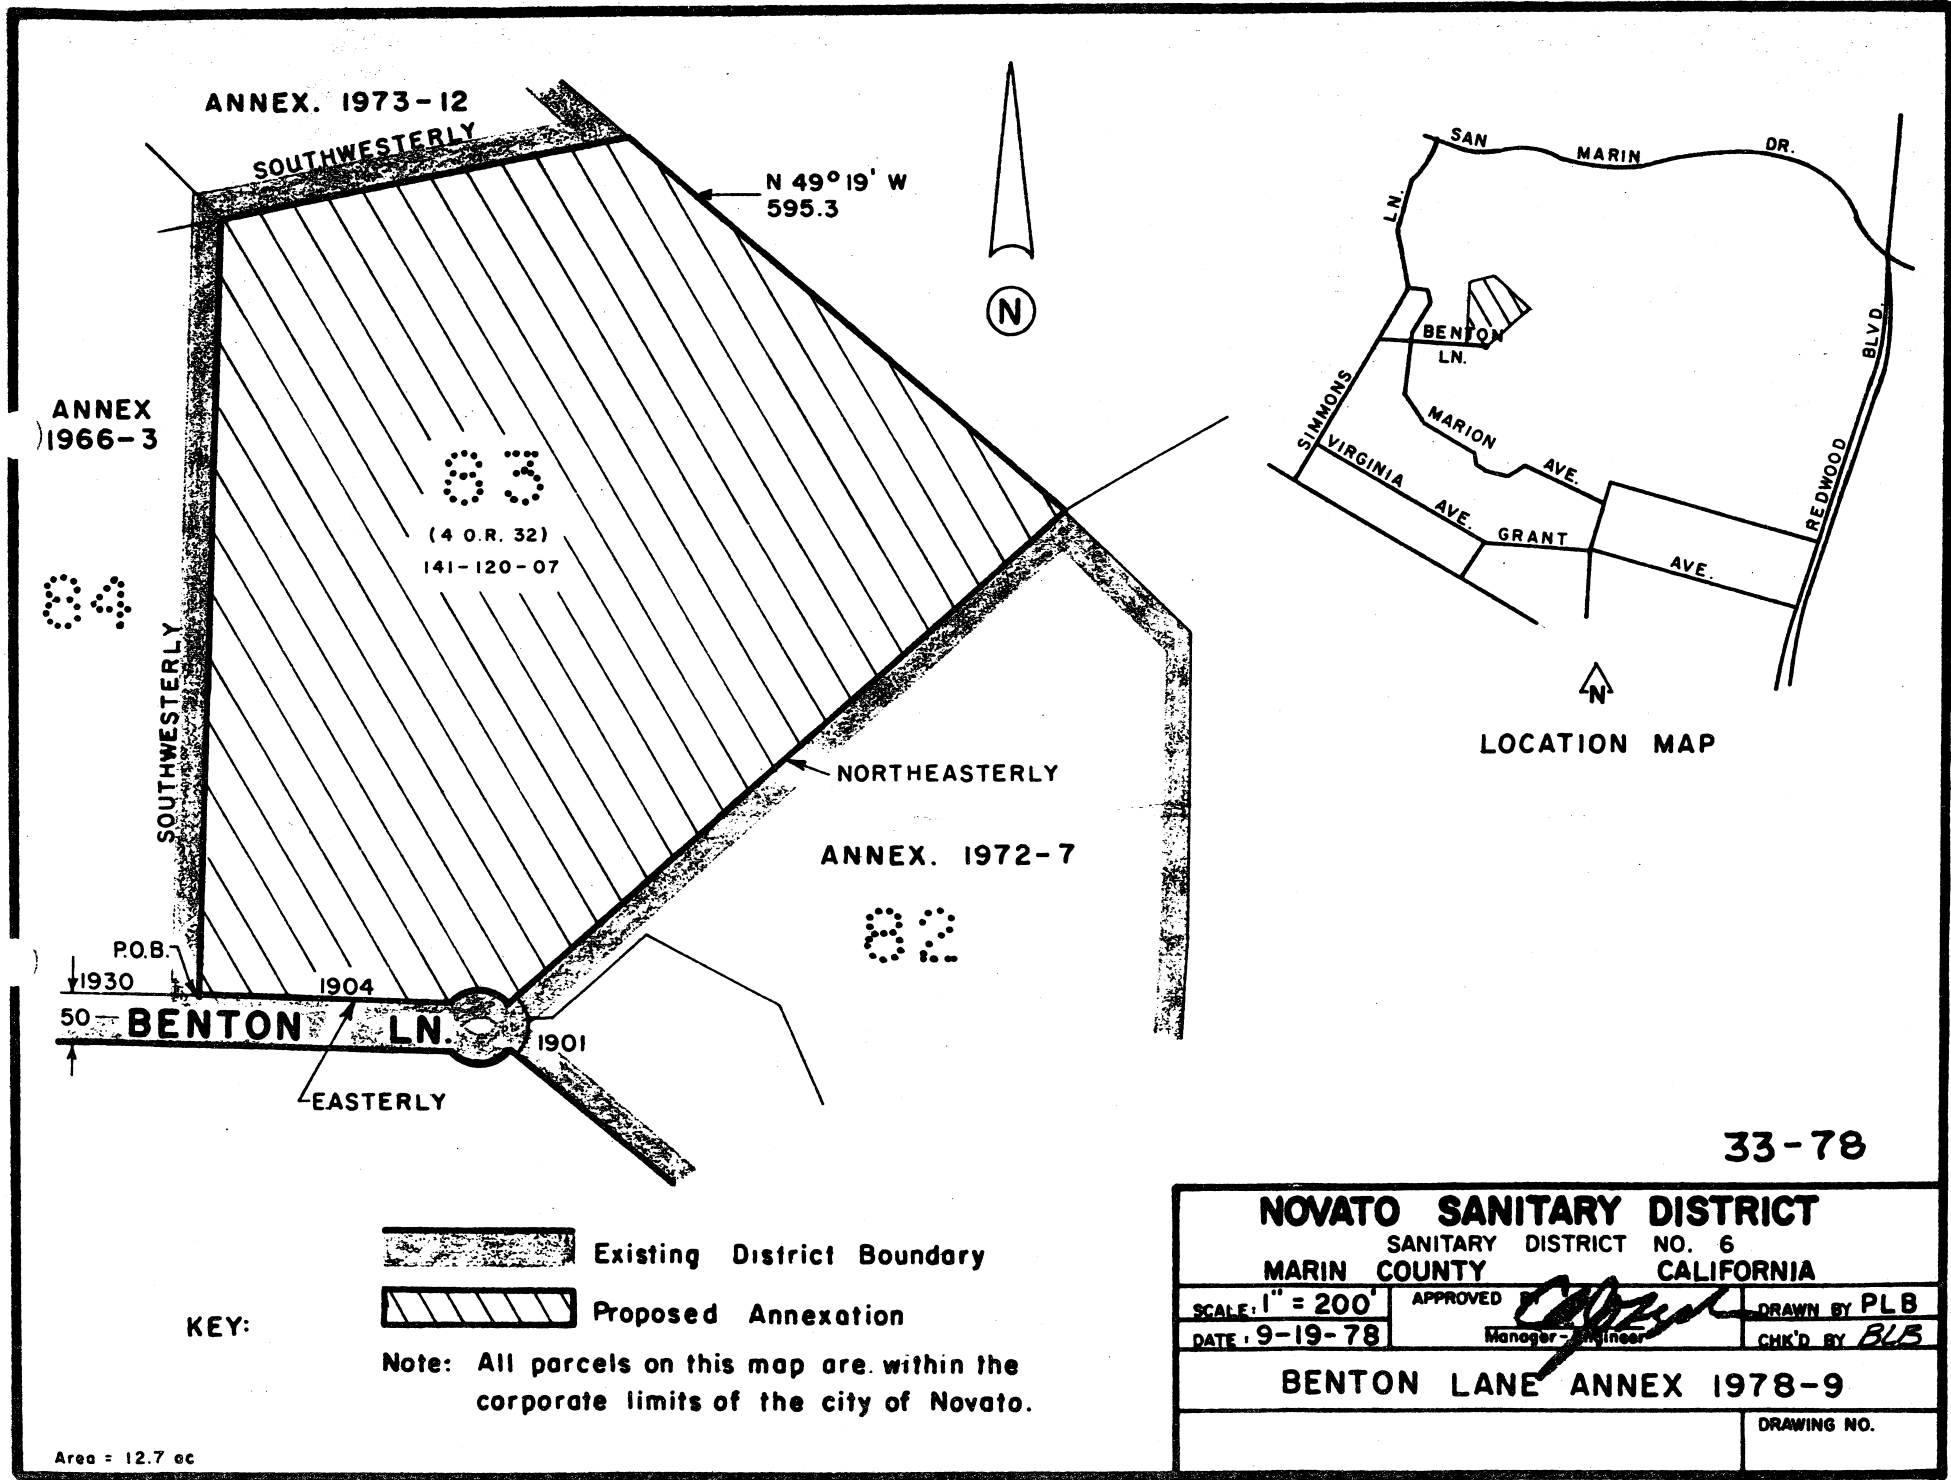 ANNEX. 1973-12
SOUTHWESTERLY
N 49° 19' W
595.3
N
ANNEX
1966-3
83
(4 O.R. 32)
141-120-07
84
SOUTHWESTERLY
NORTHEASTERLY
ANNEX. 1972-7
82
P.O.B.
1930
1904
50
BENTON LN.
1901
EASTERLY
SAN MARIN DR.
LN.
BENTON
LN.
SIMMONS
MARION AVE.
VIRGINIA AVE.
GRANT AVE.
REDWOOD BLVD.
N
LOCATION MAP
33-78
KEY:
Existing District Boundary
Proposed Annexation
Note: All parcels on this map are within the
corporate limits of the city of Novato.
Area = 12.7 ac
NOVATO SANITARY DISTRICT
SANITARY DISTRICT NO. 6
MARIN COUNTY CALIFORNIA
SCALE: 1" = 200'
APPROVED BY
DRAWN BY PLB
DATE: 9-19-78
Manager-Engineer
CHK'D BY BLB
BENTON LANE ANNEX 1978-9
DRAWING NO.